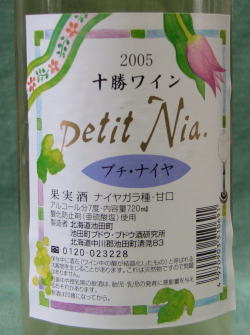 2005
十勝ワイン
Petit Nia.
プチ・ナイヤ
果実酒 ナイヤガラ種・甘口
アルコール分7度・内容量720ml
酸化防止剤(亜硫酸塩)使用
製造者 北海道池田町
池田町ブドウ・ブドウ酒研究所
北海道中川郡池田町清見83
0120-023228